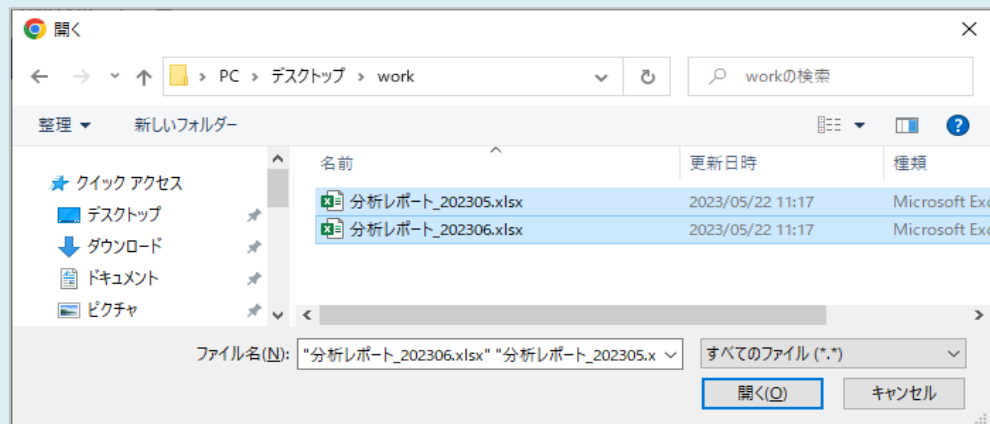 開く
PC › デスクトップ › work
workの検索
整理 ▼ 新しいフォルダー
名前 更新日時 種類
クイック アクセス
デスクトップ
ダウンロード
ドキュメント
ピクチャ
分析レポート_202305.xlsx 2023/05/22 11:17 Microsoft Exc
分析レポート_202306.xlsx 2023/05/22 11:17 Microsoft Exc
ファイル名(N): "分析レポート_202306.xlsx" "分析レポート_202305.x すべてのファイル (*.*)
開く(O) キャンセル